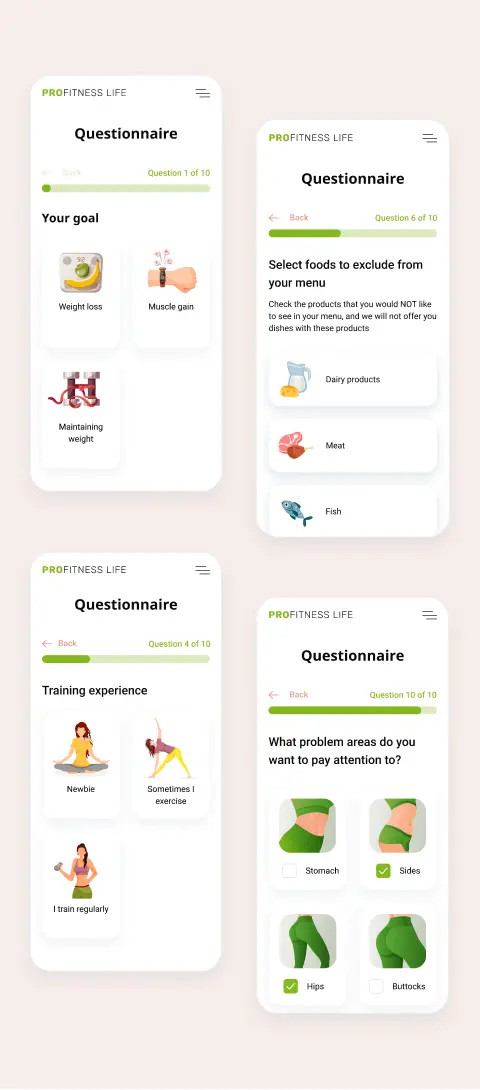 PROFITNESS LIFE
Questionnaire
Back
Question 1 of 10
Your goal
Weight loss
Muscle gain
Maintaining
weight
PROFITNESS LIFE
Questionnaire
Back
Question 6 of 10
Select foods to exclude from
your menu
Check the products that you would NOT like
to see in your menu, and we will not offer you
dishes with these products
Dairy products
Meat
Fish
PROFITNESS LIFE
Questionnaire
Back
Question 4 of 10
Training experience
Newbie
Sometimes I
exercise
I train regularly
PROFITNESS LIFE
Questionnaire
Back
Question 10 of 10
What problem areas do you
want to pay attention to?
Stomach
Sides
Hips
Buttocks